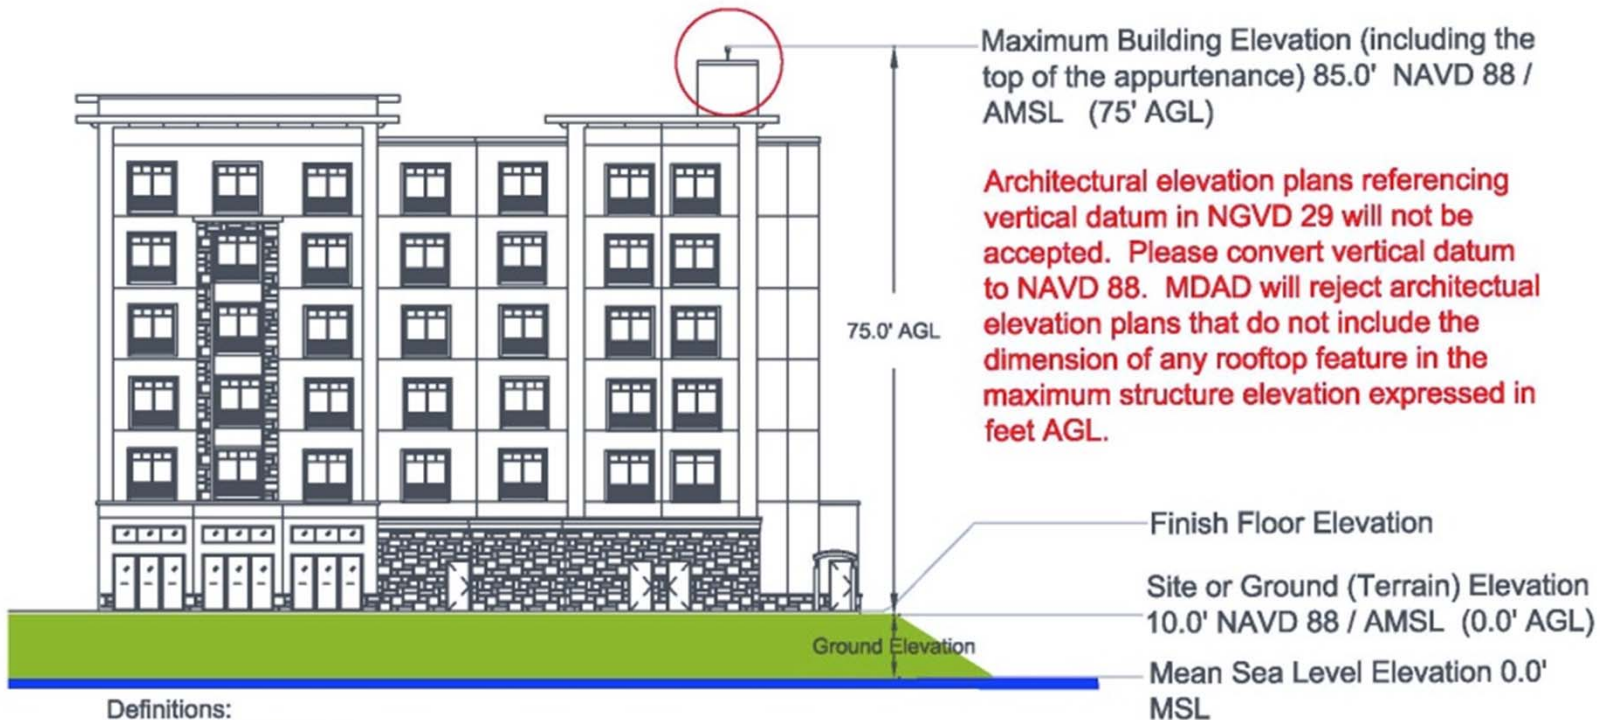 Maximum Building Elevation (including the
top of the appurtenance) 85.0' NAVD 88 /
AMSL (75' AGL)
Architectural elevation plans referencing
vertical datum in NGVD 29 will not be
accepted. Please convert vertical datum
to NAVD 88. MDAD will reject architectual
elevation plans that do not include the
dimension of any rooftop feature in the
maximum structure elevation expressed in
feet AGL.
75.0' AGL
Finish Floor Elevation
Site or Ground (Terrain) Elevation
10.0' NAVD 88 / AMSL (0.0' AGL)
Ground Elevation
Mean Sea Level Elevation 0.0'
MSL
Definitions: